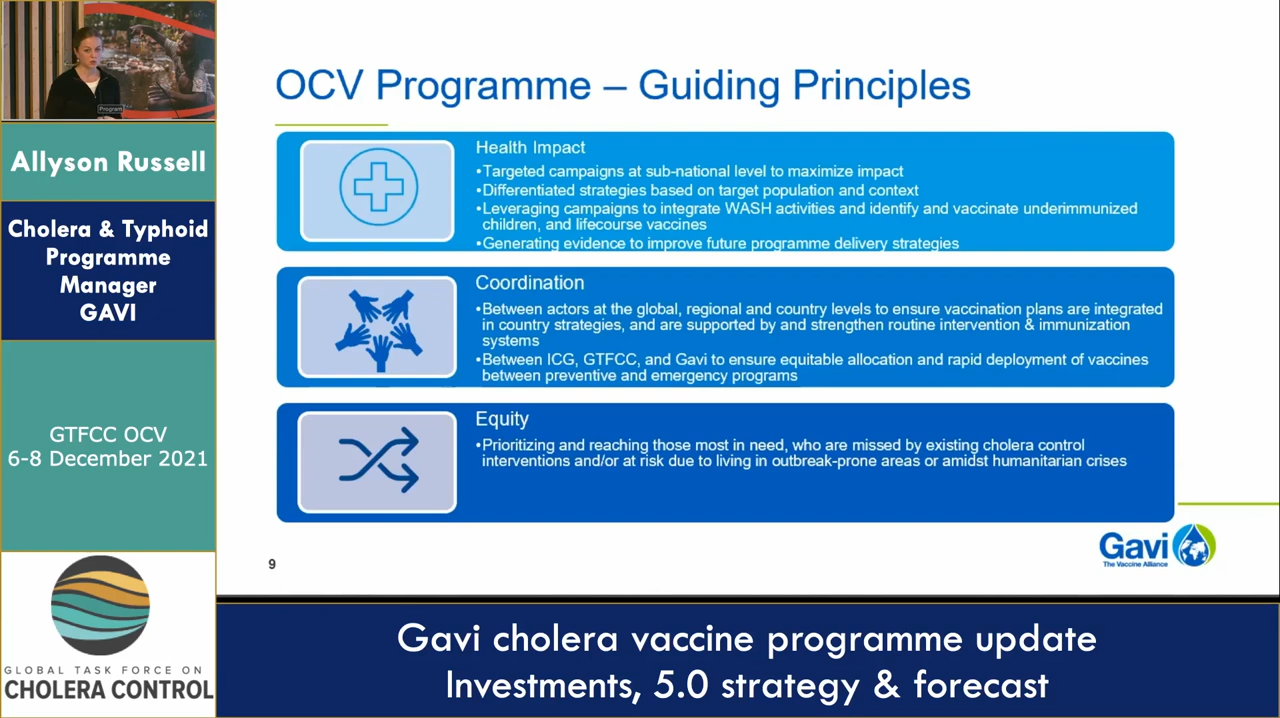 Program
Allyson Russell
Cholera & Typhoid
Programme
Manager
GAVI
GTFCC OCV
6-8 December 2021
GLOBAL TASK FORCE ON
CHOLERA CONTROL
OCV Programme – Guiding Principles
Health Impact
•Targeted campaigns at sub-national level to maximize impact
•Differentiated strategies based on target population and context
•Leveraging campaigns to integrate WASH activities and identify and vaccinate underimmunized
children, and lifecourse vaccines
•Generating evidence to improve future programme delivery strategies
Coordination
•Between actors at the global, regional and country levels to ensure vaccination plans are integrated
in country strategies, and are supported by and strengthen routine intervention & immunization
systems
•Between ICG, GTFCC, and Gavi to ensure equitable allocation and rapid deployment of vaccines
between preventive and emergency programs
Equity
•Prioritizing and reaching those most in need, who are missed by existing cholera control
interventions and/or at risk due to living in outbreak-prone areas or amidst humanitarian crises
9
Gavi
The Vaccine Alliance
Gavi cholera vaccine programme update
Investments, 5.0 strategy & forecast